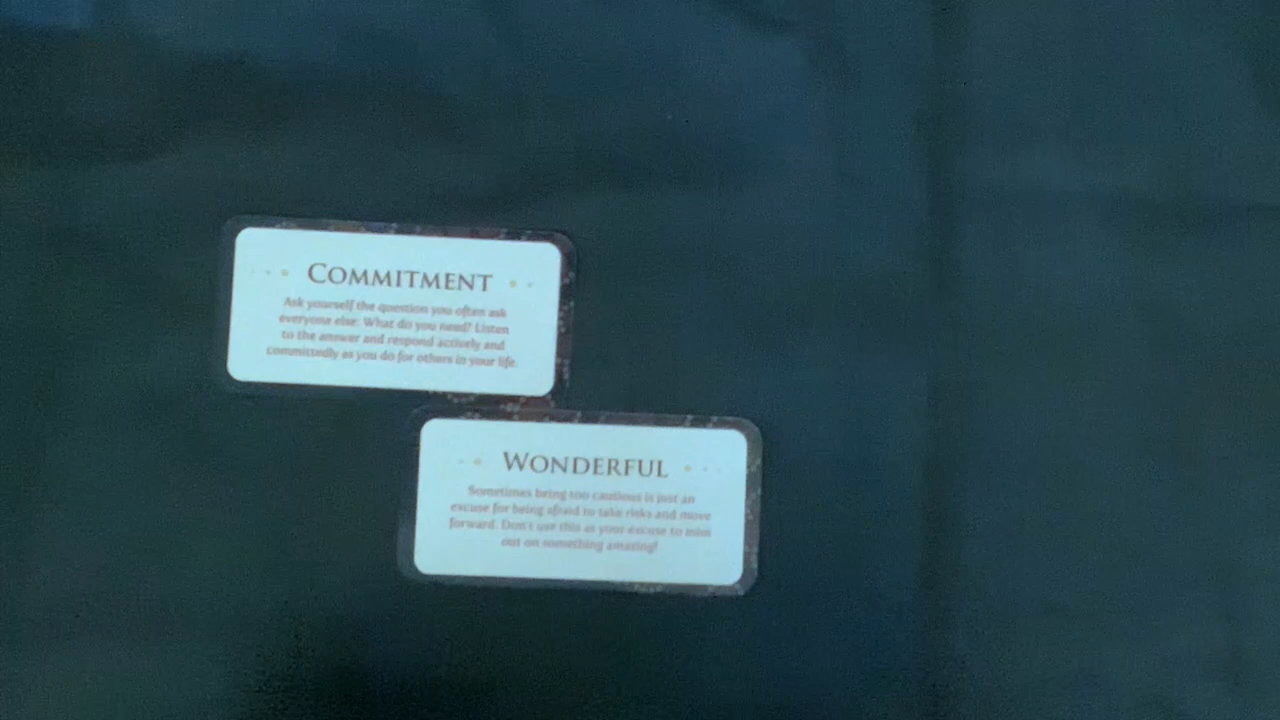 COMMITMENT
Ask yourself the question you often ask
everyone else. What do you need? Listen
to the answer and respond actively and
committedly as you do for others in your life.
WONDERFUL
Sometimes being too cautious is just an
excuse for being afraid to take risks and move
forward. Don't use this as your excuse to miss
out on something amazing!